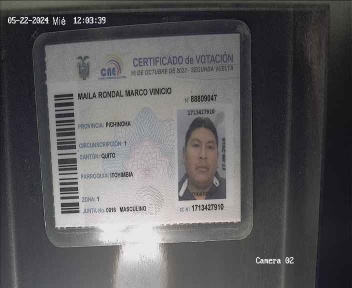 05-22-2024 Mié 12:03:39
CNE
CERTIFICADO de VOTACIÓN
15 DE OCTUBRE DE 2023 - SEGUNDA VUELTA
MAILA RONDAL MARCO VINICIO
N° 88809047
1713427910
PROVINCIA: PICHINCHA
CIRCUNSCRIPCIÓN: 1
CANTÓN: QUITO
PARROQUIA: ITCHIMBIA
ZONA: 1
JUNTA No. 0015 MASCULINO
CC N°: 1713427910
Camera 02